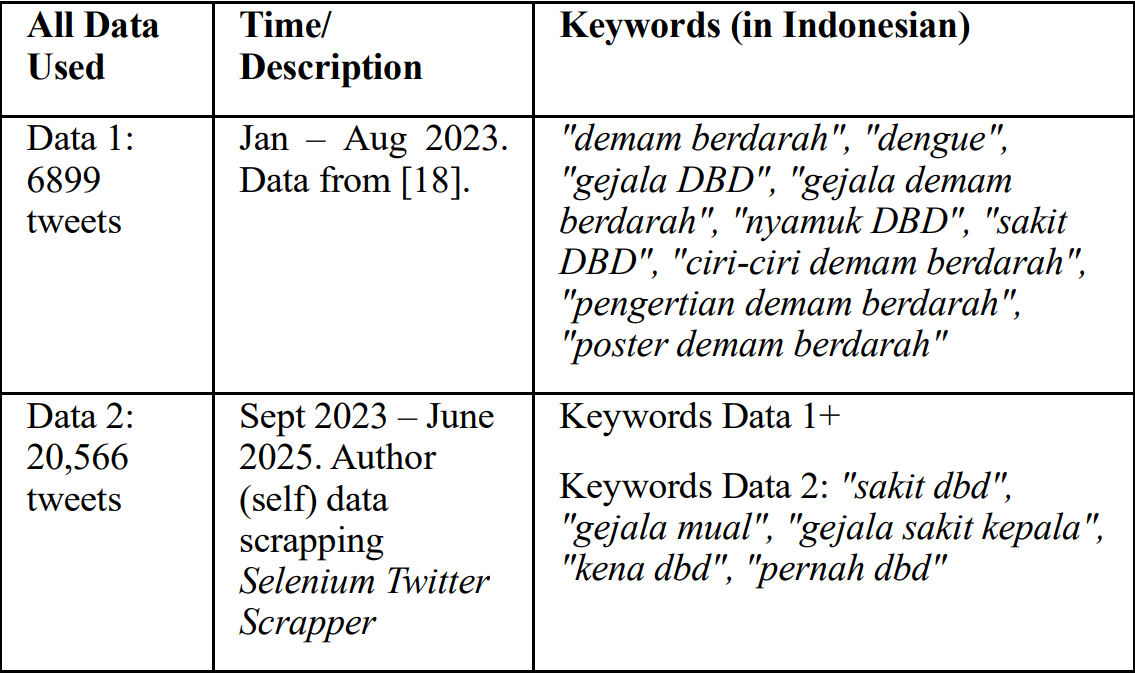 All Data
Used
Time/
Description
Keywords (in Indonesian)
Data 1:
6899
tweets
Jan – Aug 2023.
Data from [18].
"demam berdarah", "dengue",
"gejala DBD", "gejala demam
berdarah", "nyamuk DBD", "sakit
DBD", "ciri-ciri demam berdarah",
"pengertian demam berdarah",
"poster demam berdarah"
Data 2:
20,566
tweets
Sept 2023 – June
2025. Author
(self) data
scrapping
Selenium Twitter
Scrapper
Keywords Data 1+
Keywords Data 2: "sakit dbd",
"gejala mual", "gejala sakit kepala",
"kena dbd", "pernah dbd"